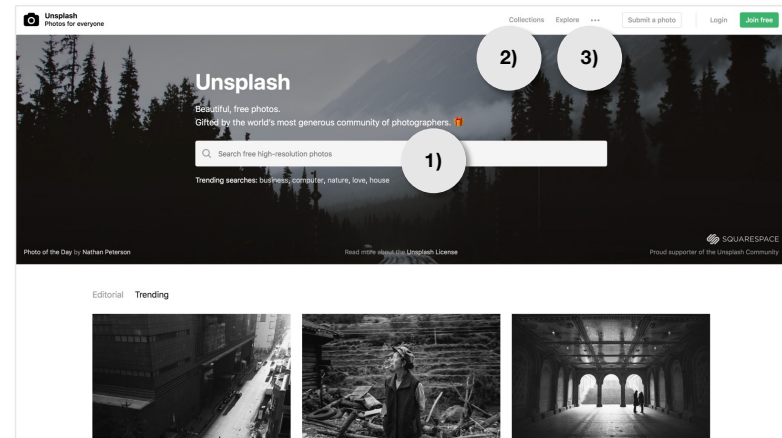 Unsplash
Photos for everyone
Collections Explore ••• Submit a photo Login Join free
2) 3)
Unsplash
Beautiful, free photos.
Gifted by the world's most generous community of photographers. 🎁
Search free high-resolution photos
1)
Trending searches: business, computer, nature, love, house
SQUARESPACE
Photo of the Day by Nathan Peterson Read more about the Unsplash License Proud supporter of the Unsplash Community
Editorial Trending